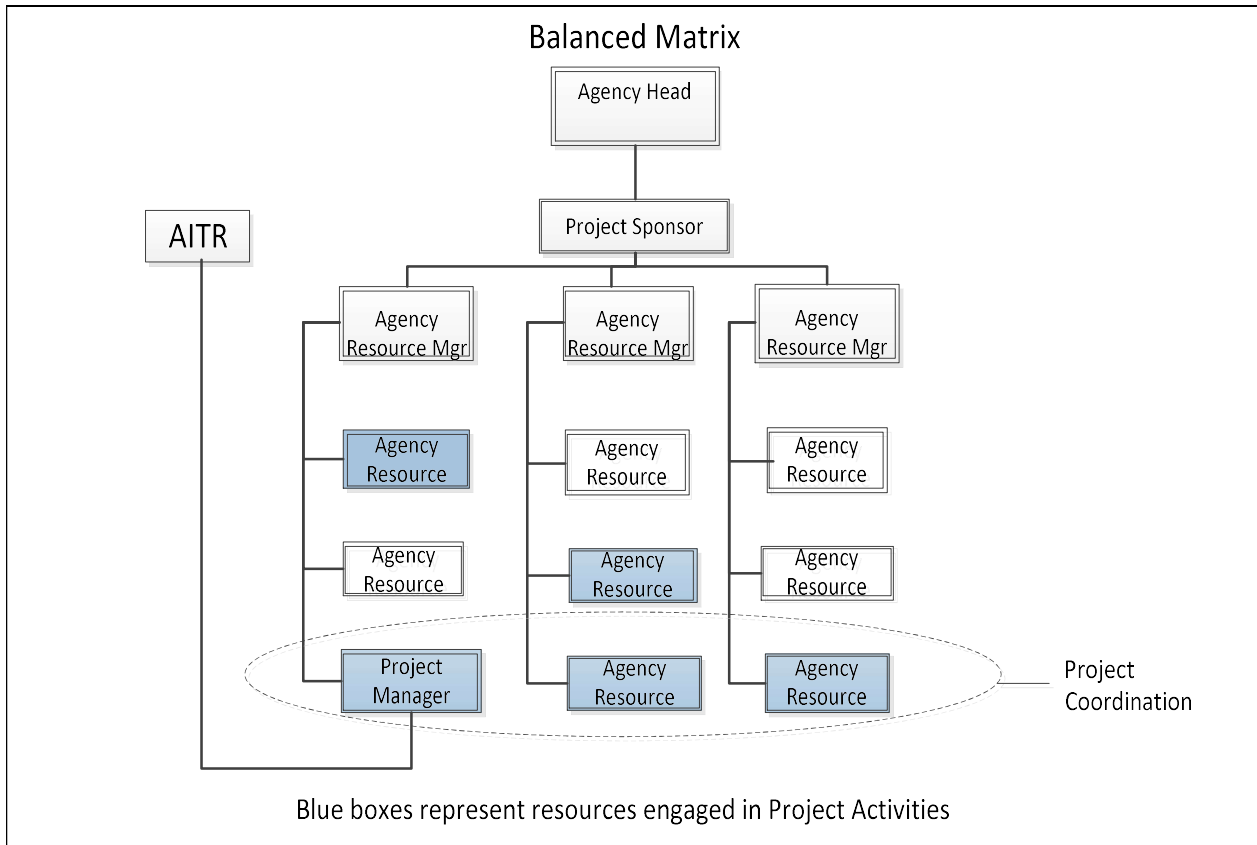 Balanced Matrix
Agency Head
Project Sponsor
AITR
Agency
Resource Mgr
Agency
Resource Mgr
Agency
Resource Mgr
Agency
Resource
Agency
Resource
Agency
Resource
Agency
Resource
Agency
Resource
Agency
Resource
Project
Manager
Agency
Resource
Agency
Resource
Project
Coordination
Blue boxes represent resources engaged in Project Activities